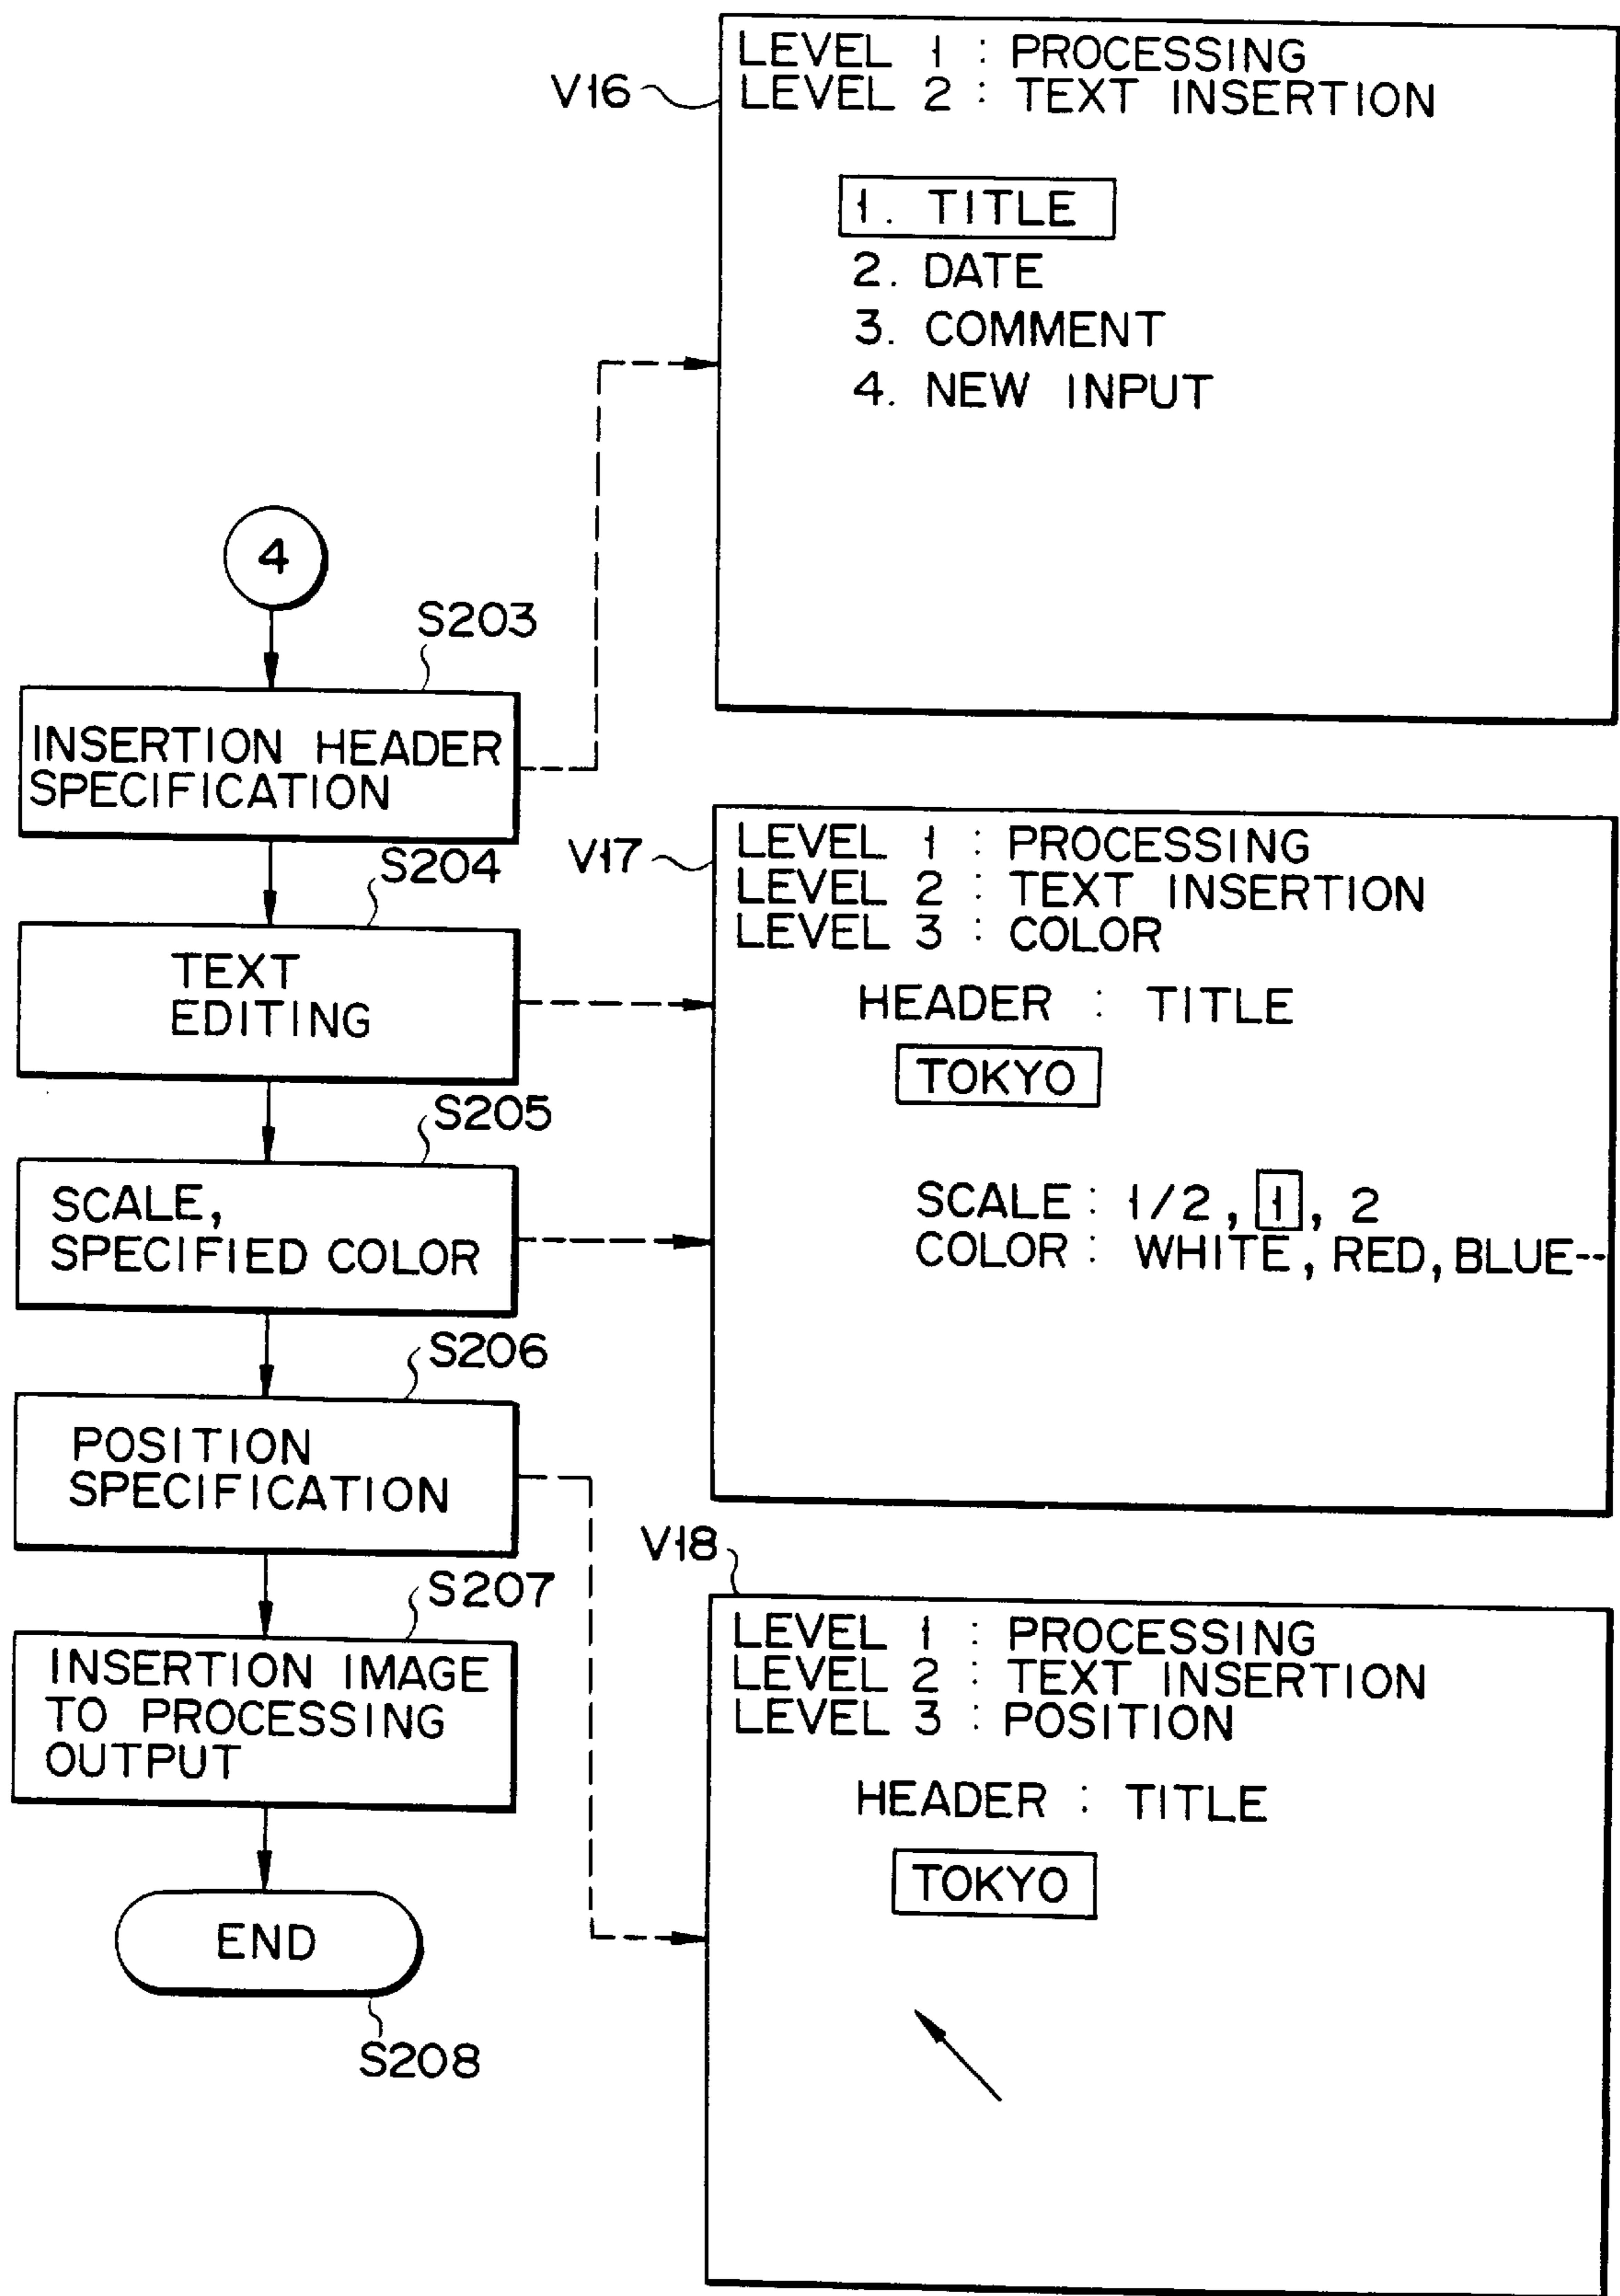 V16
LEVEL 1 : PROCESSING
LEVEL 2 : TEXT INSERTION
1. TITLE
2. DATE
3. COMMENT
4. NEW INPUT
4
S203
INSERTION HEADER
SPECIFICATION
S204
TEXT
EDITING
S205
SCALE,
SPECIFIED COLOR
S206
POSITION
SPECIFICATION
S207
INSERTION IMAGE
TO PROCESSING
OUTPUT
END
S208
V17
LEVEL 1 : PROCESSING
LEVEL 2 : TEXT INSERTION
LEVEL 3 : COLOR
HEADER : TITLE
TOKYO
SCALE : 1/2, 1, 2
COLOR : WHITE, RED, BLUE--
V18
LEVEL 1 : PROCESSING
LEVEL 2 : TEXT INSERTION
LEVEL 3 : POSITION
HEADER : TITLE
TOKYO